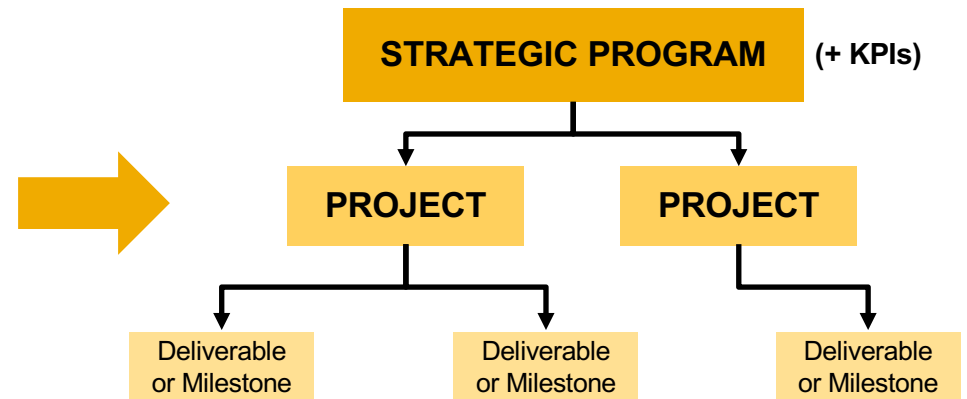 STRATEGIC PROGRAM (+ KPIs)
PROJECT PROJECT
Deliverable
or Milestone
Deliverable
or Milestone
Deliverable
or Milestone